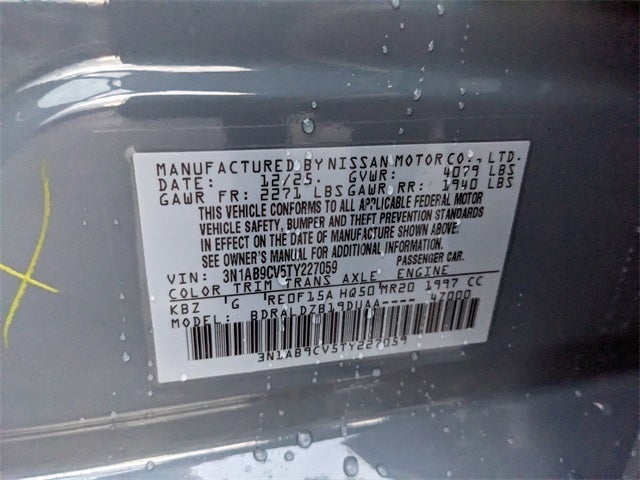 MANUFACTURED BY NISSAN MOTOR CO., LTD.
DATE: 12/25. GVWR: 4079 LBS
GAWR FR: 2271 LBS GAWR RR: 1940 LBS
THIS VEHICLE CONFORMS TO ALL APPLICABLE FEDERAL MOTOR
VEHICLE SAFETY, BUMPER AND THEFT PREVENTION STANDARDS
IN EFFECT ON THE DATE OF MANUFACTURE SHOWN ABOVE.
SEE OWNER'S MANUAL FOR ADDITIONAL INFORMATION.
VIN: 3N1AB9CV5TY227059 PASSENGER CAR.
COLOR TRIM TRANS AXLE ENGINE
KBZ G RE0F15A HQ50 MR20 1997 CC
MODEL: BDRALDZB19DUAA---- 47000
3N1AB9CV5TY227059